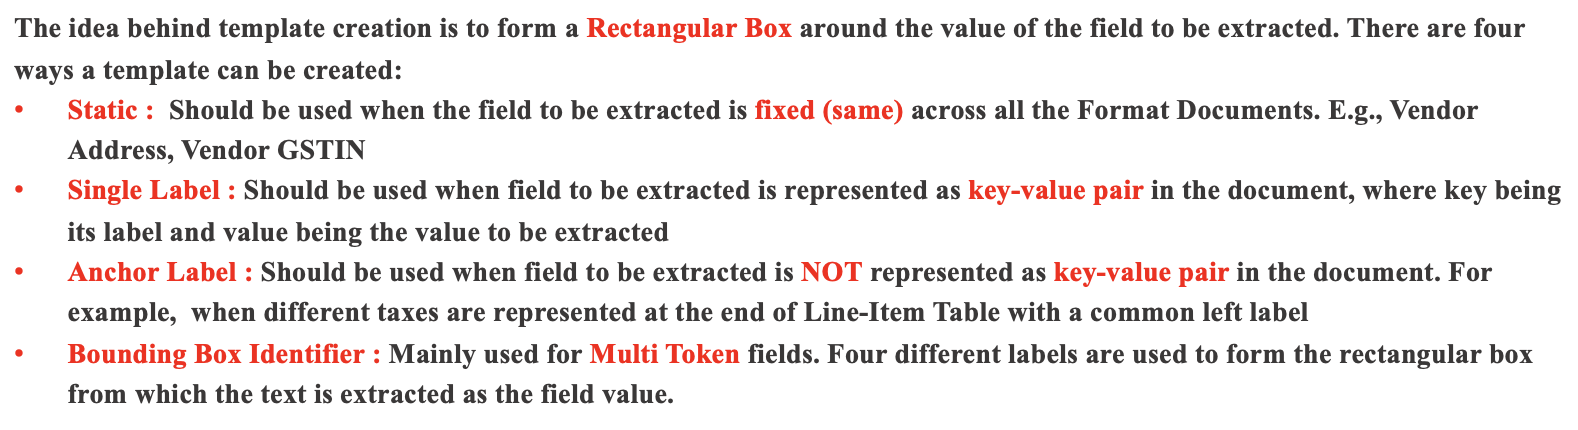 The idea behind template creation is to form a Rectangular Box around the value of the field to be extracted. There are four
ways a template can be created:
• Static :  Should be used when the field to be extracted is fixed (same) across all the Format Documents. E.g., Vendor
Address, Vendor GSTIN
• Single Label : Should be used when field to be extracted is represented as key-value pair in the document, where key being
its label and value being the value to be extracted
• Anchor Label : Should be used when field to be extracted is NOT represented as key-value pair in the document. For
example,  when different taxes are represented at the end of Line-Item Table with a common left label
• Bounding Box Identifier : Mainly used for Multi Token fields. Four different labels are used to form the rectangular box
from which the text is extracted as the field value.